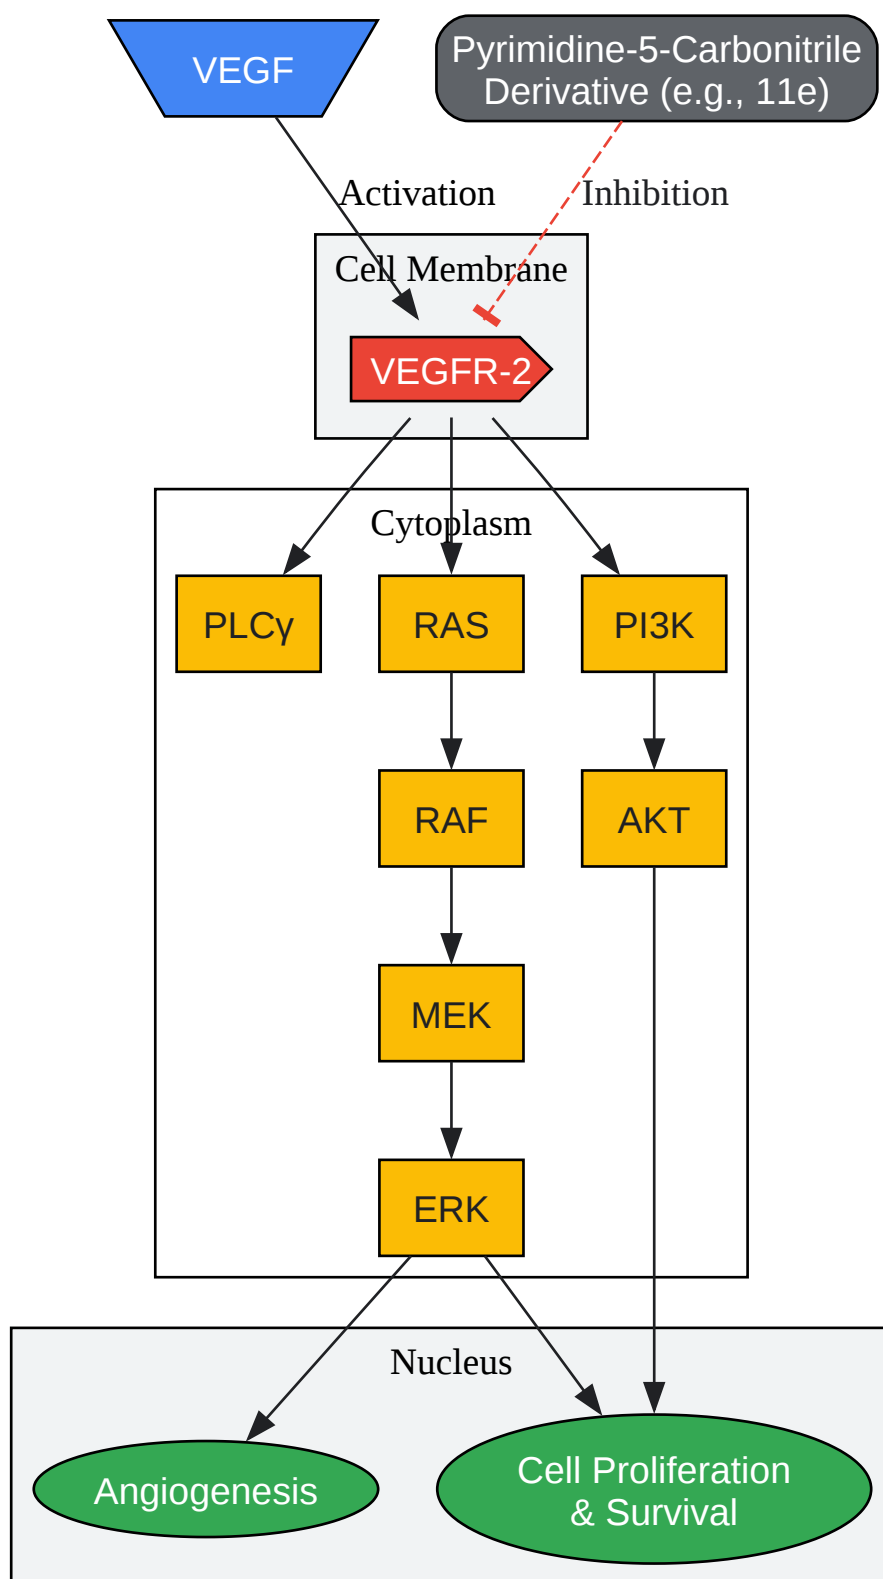 VEGF
Pyrimidine-5-Carbonitrile
Derivative (e.g., 11e)
Activation
Inhibition
Cell Membrane
VEGFR-2
Cytoplasm
PLCγ
RAS
PI3K
RAF
AKT
MEK
ERK
Nucleus
Angiogenesis
Cell Proliferation
& Survival